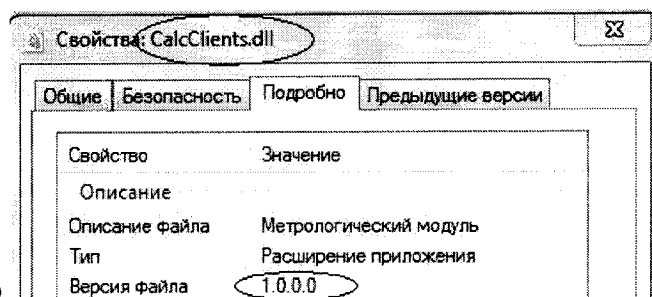 Свойства: CalcClients.dll
Общие Безопасность Подробно Предыдущие версии
Свойство Значение
Описание
Описание файла Метрологический модуль
Тип Расширение приложения
Версия файла 1.0.0.0